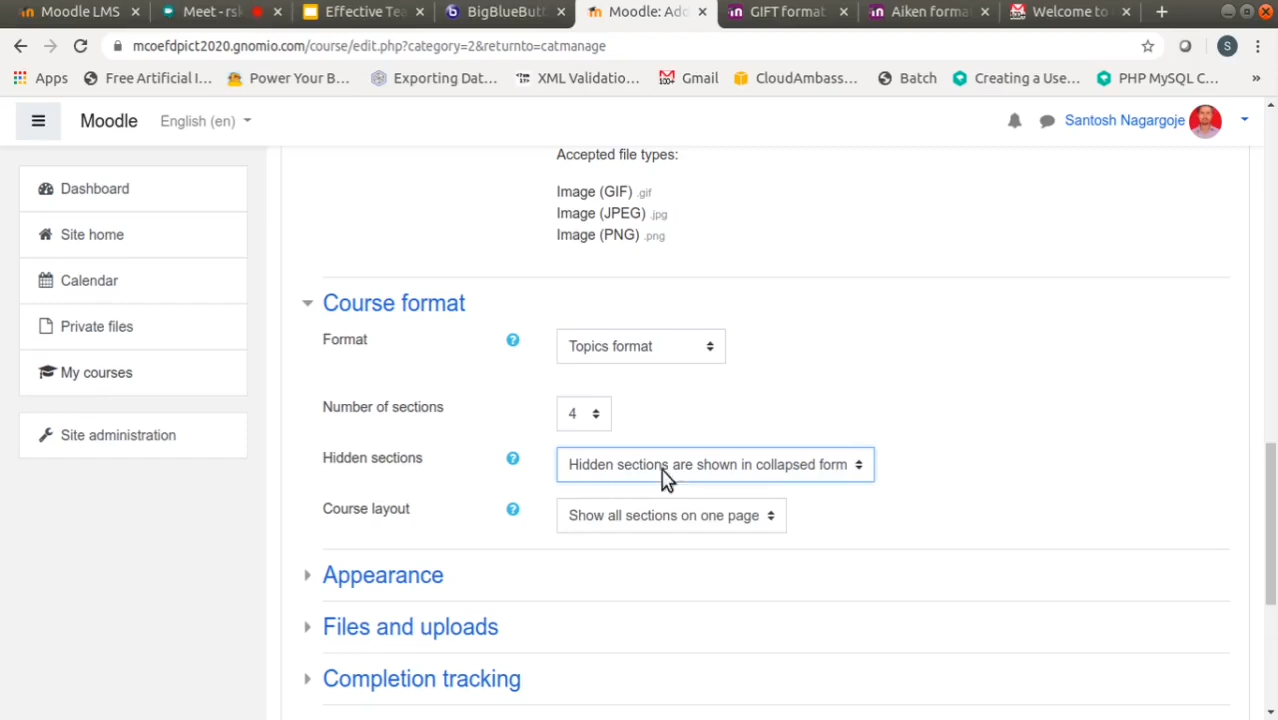 Moodle LMS
Meet - rsk
Effective Tea
BigBlueButt
Moodle: Add
GIFT format
Aiken format
Welcome to
mcoefdpict2020.gnomio.com/course/edit.php?category=2&returnto=catmanage
S
Apps
Free Artificial I...
Power Your B...
Exporting Dat...
XML Validatio...
Gmail
CloudAmbass...
Batch
Creating a Use...
PHP MySQL C...
»
Moodle
English (en)
Santosh Nagargoje
Dashboard
Site home
Calendar
Private files
My courses
Site administration
Accepted file types:
Image (GIF) .gif
Image (JPEG) .jpg
Image (PNG) .png
Course format
Format
Topics format
Number of sections
4
Hidden sections
Hidden sections are shown in collapsed form
Course layout
Show all sections on one page
Appearance
Files and uploads
Completion tracking